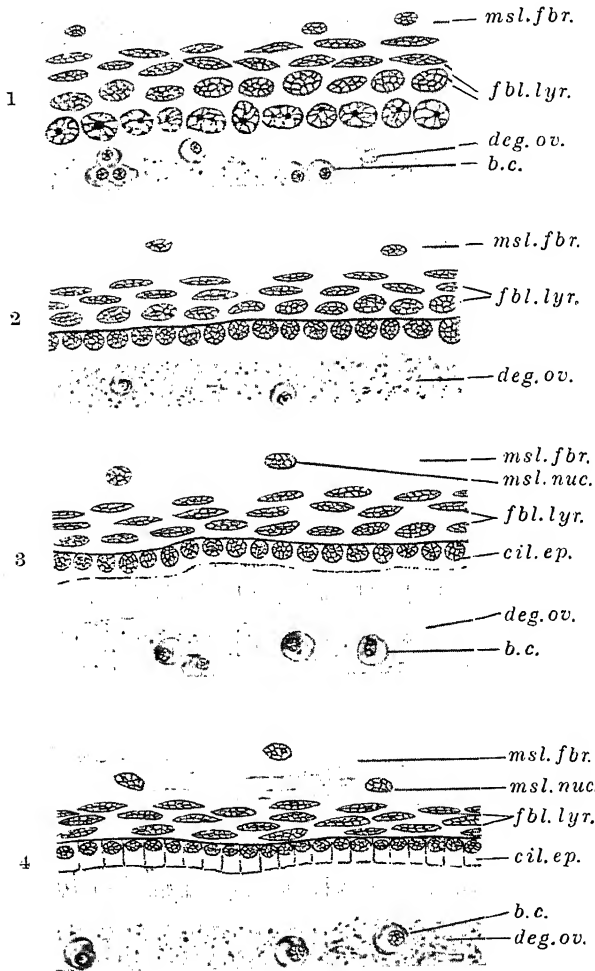 msl.fbr.
1
fbl.lyr.
deg.ov.
b.c.
msl.fbr.
2
fbl.lyr.
deg.ov.
msl.fbr.
msl.nuc.
fbl.lyr.
3
cil.ep.
deg.ov.
b.c.
msl.fbr.
msl.nuc.
fbl.lyr.
4
cil.ep.
b.c.
deg.ov.